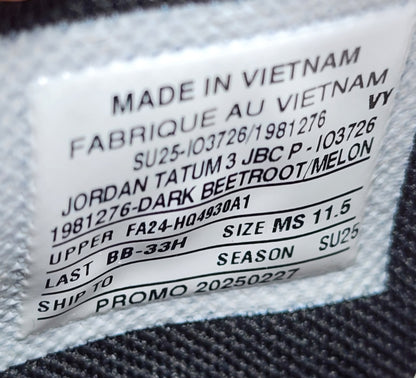 MADE IN VIETNAM
FABRIQUE AU VIETNAM
SU25-IO3726/1981276 VY
JORDAN TATUM 3 JBC P - IO3726
1981276-DARK BEETROOT/MELON
UPPER FA24-HQ4930A1
LAST BB-33H SIZE MS 11.5
SHIP TO SEASON SU25
PROMO 20250227